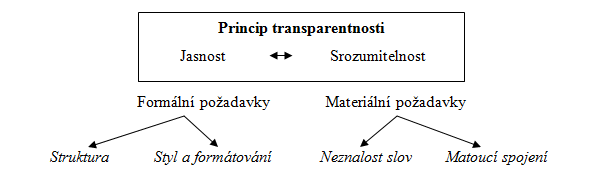 Princip transparentnosti
Jasnost Srozumitelnost
Formální požadavky Materiální požadavky
Struktura Styl a formátování Neznalost slov Matoucí spojení